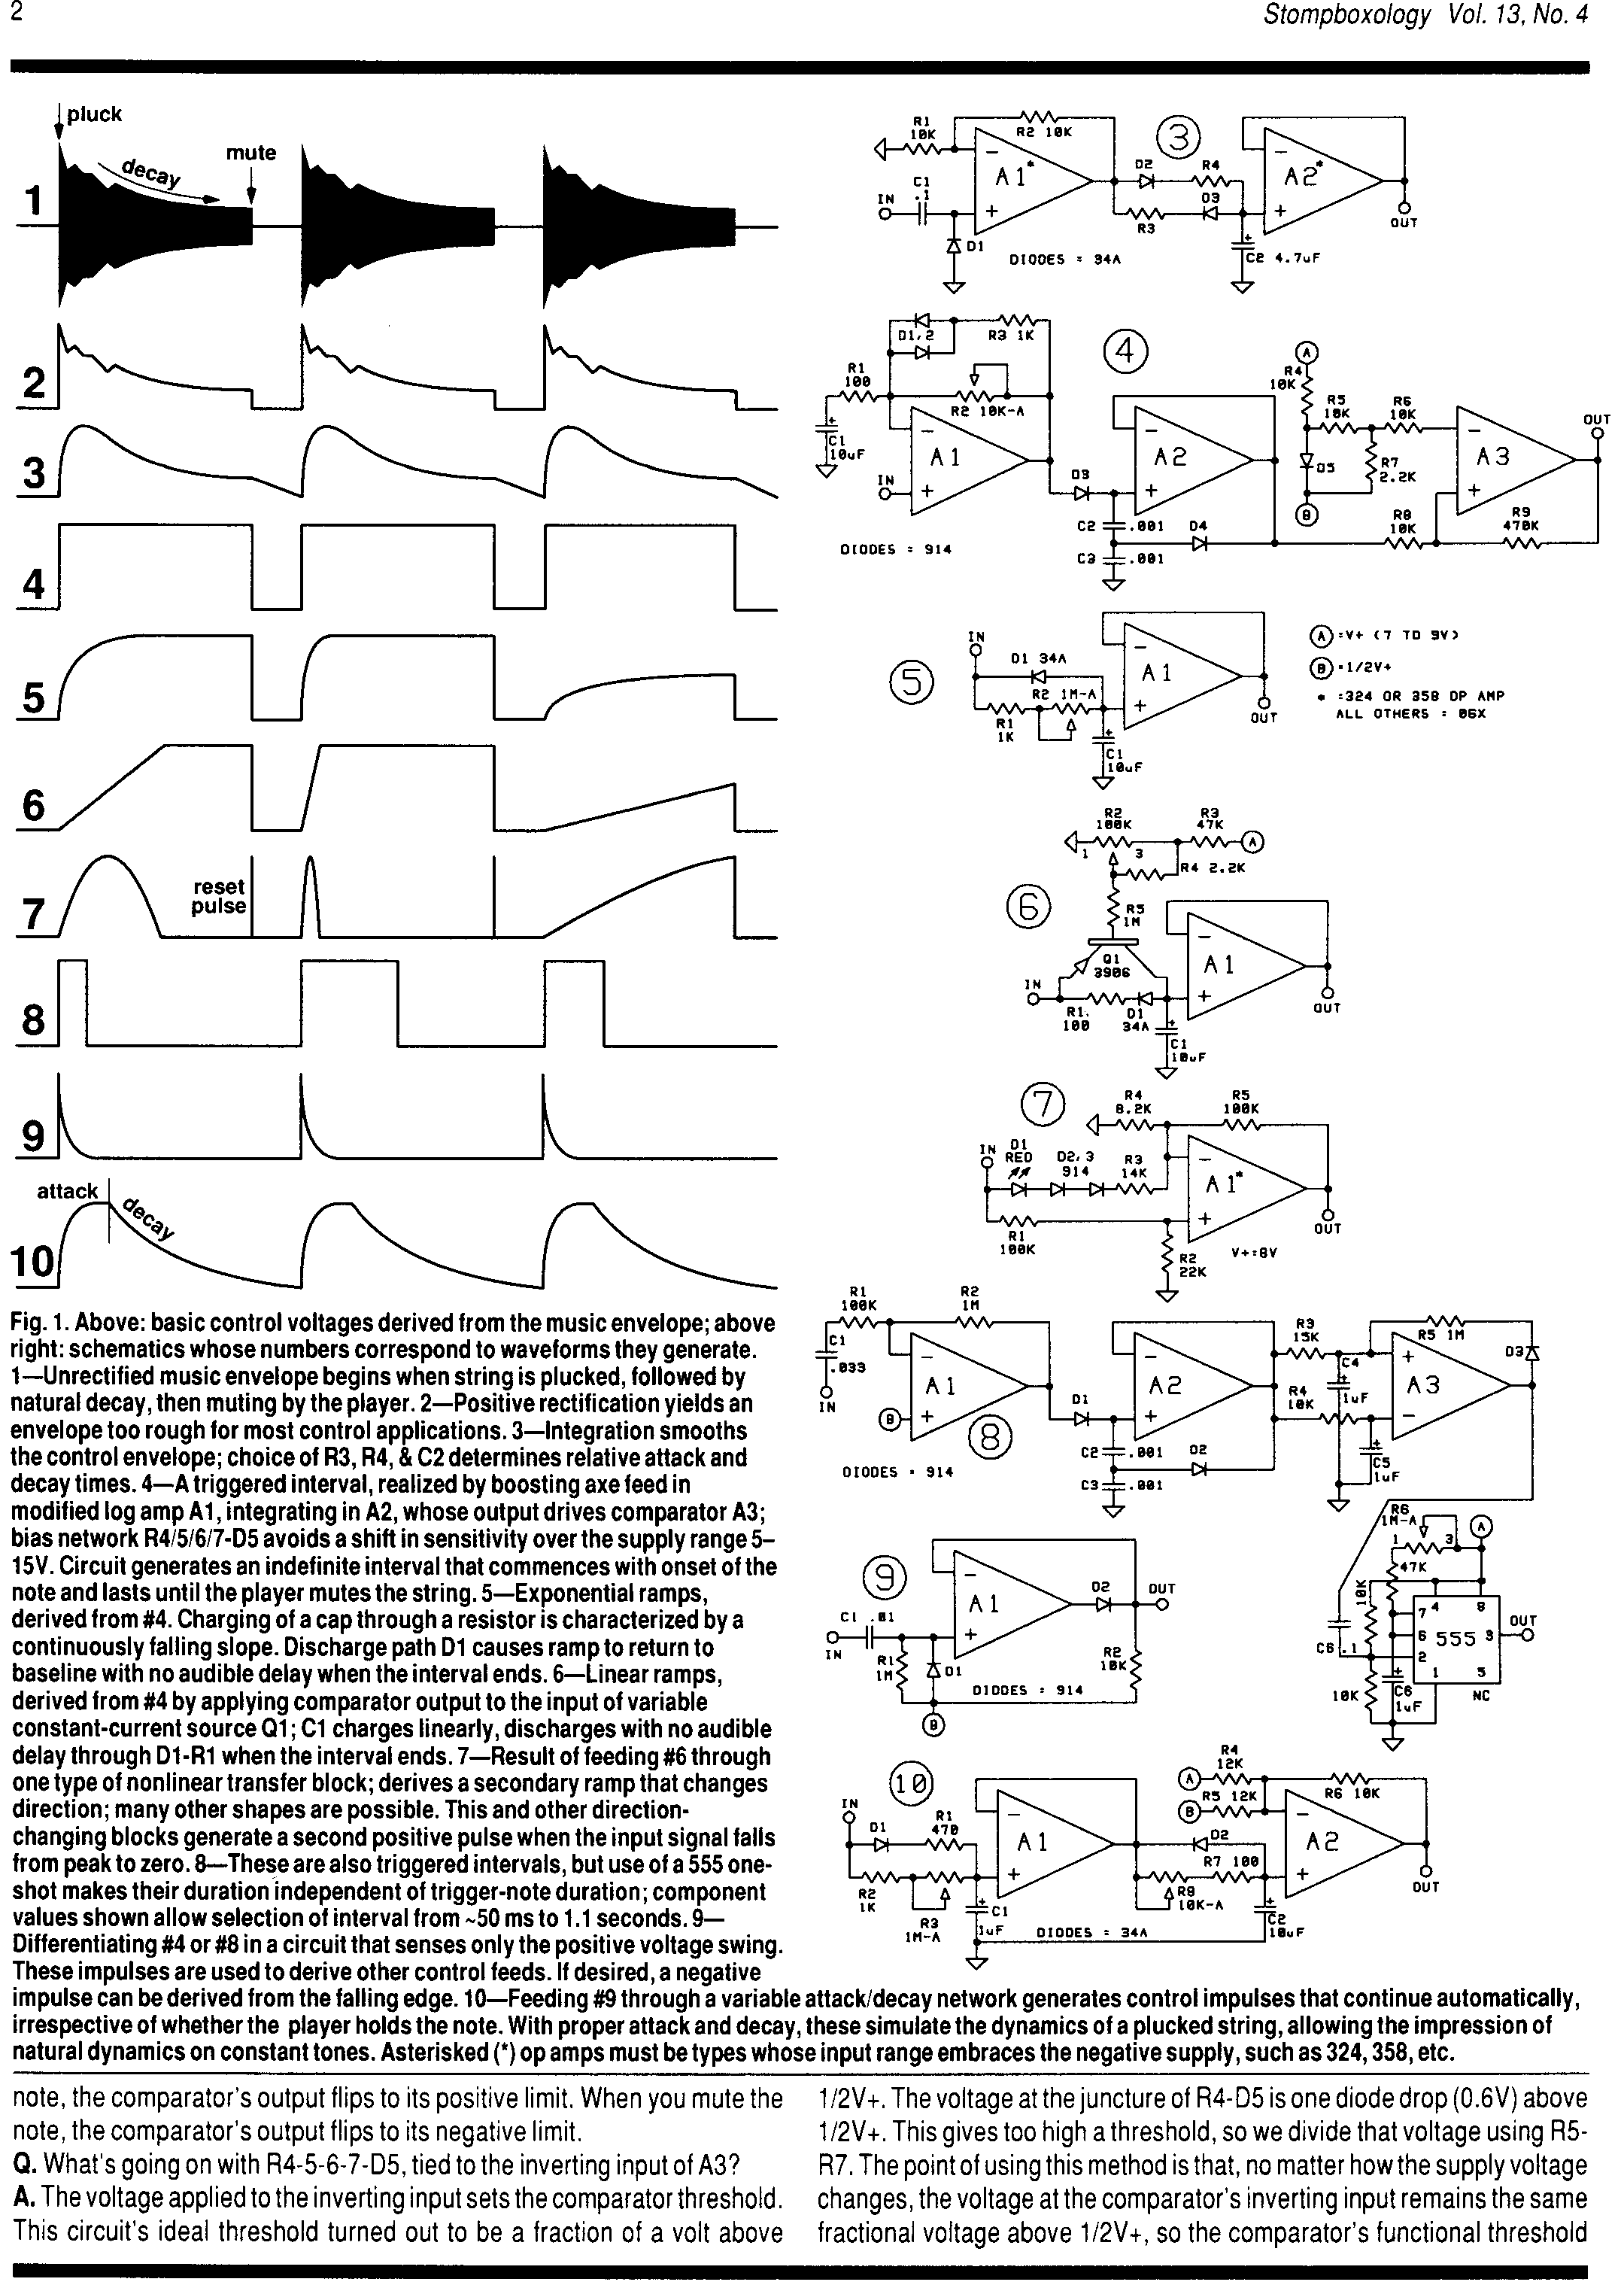 2
Stompboxology Vol. 13, No. 4
pluck
decay
mute
1
2
3
4
5
6
7
reset
pulse
8
9
attack
decay
10
R1
10K
R2 10K
3
A1*
C1
.1
IN
D1
D2
R4
R3
D3
A2*
C2 4.7uF
OUT
DIODES = 34A
D1,2
R3 1K
4
R1
100
R2 10K-A
C1
10uF
IN
A1
D3
A2
C2 .001
D4
C3 .001
DIODES = 914
A
R4
10K
R5
10K
R6
10K
D5
R7
2.2K
B
A3
OUT
R8
10K
R9
470K
5
IN
D1 34A
R2 1M-A
R1
1K
C1
10uF
A1
OUT
A =V+ (7 TO 9V)
B =1/2V+
* =324 OR 358 OP AMP
ALL OTHERS = 06X
R2
100K
R3
47K
A
1
3
R4 2.2K
6
R5
1M
Q1
3906
IN
R1
100
D1
34A
C1
10uF
A1
OUT
7
R4
8.2K
R5
100K
IN
D1
RED
D2,3
914
R3
14K
A1*
R1
100K
R2
22K
V+=8V
OUT
R1
100K
R2
1M
C1
.033
IN
A1
B
8
D1
A2
C2 .001
D2
C3 .001
DIODES = 914
R3
15K
C4
1uF
R4
10K
R5 1M
D3
A3
C5
1uF
R6
1M-A
A
1
3
47K
10K
7
4
8
6
555
3
OUT
C6 .1
2
1
5
10K
C6
1uF
NC
9
A1
D2
OUT
C1 .01
IN
R1
1M
D1
R2
10K
DIODES = 914
B
10
IN
D1
R1
470
R2
1K
R3
1M-A
C1
1uF
A1
DIODES = 34A
A
R4
12K
B
R5 12K
R6 10K
D2
R7 100
R8
10K-A
C2
10uF
A2
OUT
Fig. 1. Above: basic control voltages derived from the music envelope; above
right: schematics whose numbers correspond to waveforms they generate.
1—Unrectified music envelope begins when string is plucked, followed by
natural decay, then muting by the player. 2—Positive rectification yields an
envelope too rough for most control applications. 3—Integration smooths
the control envelope; choice of R3, R4, & C2 determines relative attack and
decay times. 4—A triggered interval, realized by boosting axe feed in
modified log amp A1, integrating in A2, whose output drives comparator A3;
bias network R4/5/6/7-D5 avoids a shift in sensitivity over the supply range 5–
15V. Circuit generates an indefinite interval that commences with onset of the
note and lasts until the player mutes the string. 5—Exponential ramps,
derived from #4. Charging of a cap through a resistor is characterized by a
continuously falling slope. Discharge path D1 causes ramp to return to
baseline with no audible delay when the interval ends. 6—Linear ramps,
derived from #4 by applying comparator output to the input of variable
constant-current source Q1; C1 charges linearly, discharges with no audible
delay through D1-R1 when the interval ends. 7—Result of feeding #6 through
one type of nonlinear transfer block; derives a secondary ramp that changes
direction; many other shapes are possible. This and other direction-
changing blocks generate a second positive pulse when the input signal falls
from peak to zero. 8—These are also triggered intervals, but use of a 555 one-
shot makes their duration independent of trigger-note duration; component
values shown allow selection of interval from ~50 ms to 1.1 seconds. 9—
Differentiating #4 or #8 in a circuit that senses only the positive voltage swing.
These impulses are used to derive other control feeds. If desired, a negative
impulse can be derived from the falling edge. 10—Feeding #9 through a variable attack/decay network generates control impulses that continue automatically,
irrespective of whether the player holds the note. With proper attack and decay, these simulate the dynamics of a plucked string, allowing the impression of
natural dynamics on constant tones. Asterisked (*) op amps must be types whose input range embraces the negative supply, such as 324, 358, etc.
note, the comparator's output flips to its positive limit. When you mute the
note, the comparator's output flips to its negative limit.
Q. What's going on with R4-5-6-7-D5, tied to the inverting input of A3?
A. The voltage applied to the inverting input sets the comparator threshold.
This circuit's ideal threshold turned out to be a fraction of a volt above
1/2V+. The voltage at the juncture of R4-D5 is one diode drop (0.6V) above
1/2V+. This gives too high a threshold, so we divide that voltage using R5-
R7. The point of using this method is that, no matter how the supply voltage
changes, the voltage at the comparator's inverting input remains the same
fractional voltage above 1/2V+, so the comparator's functional threshold